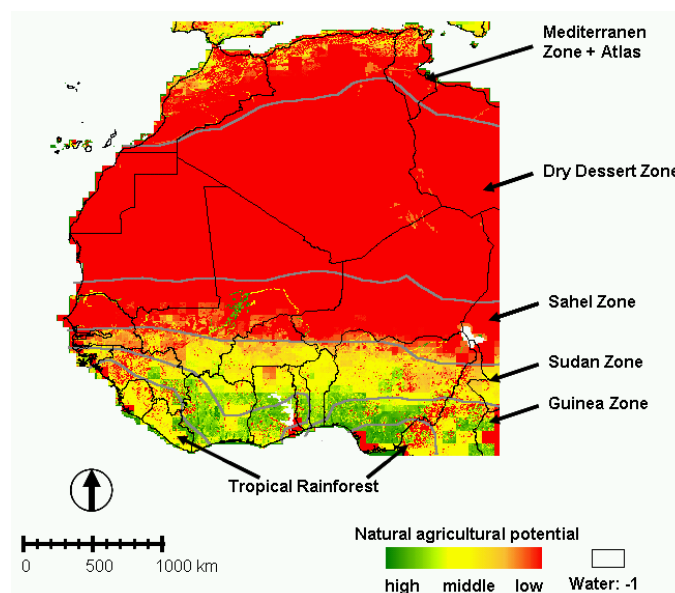 Mediterranen
Zone + Atlas
Dry Dessert Zone
Sahel Zone
Sudan Zone
Guinea Zone
Tropical Rainforest
0 500 1000 km
Natural agricultural potential
high middle low
Water: -1